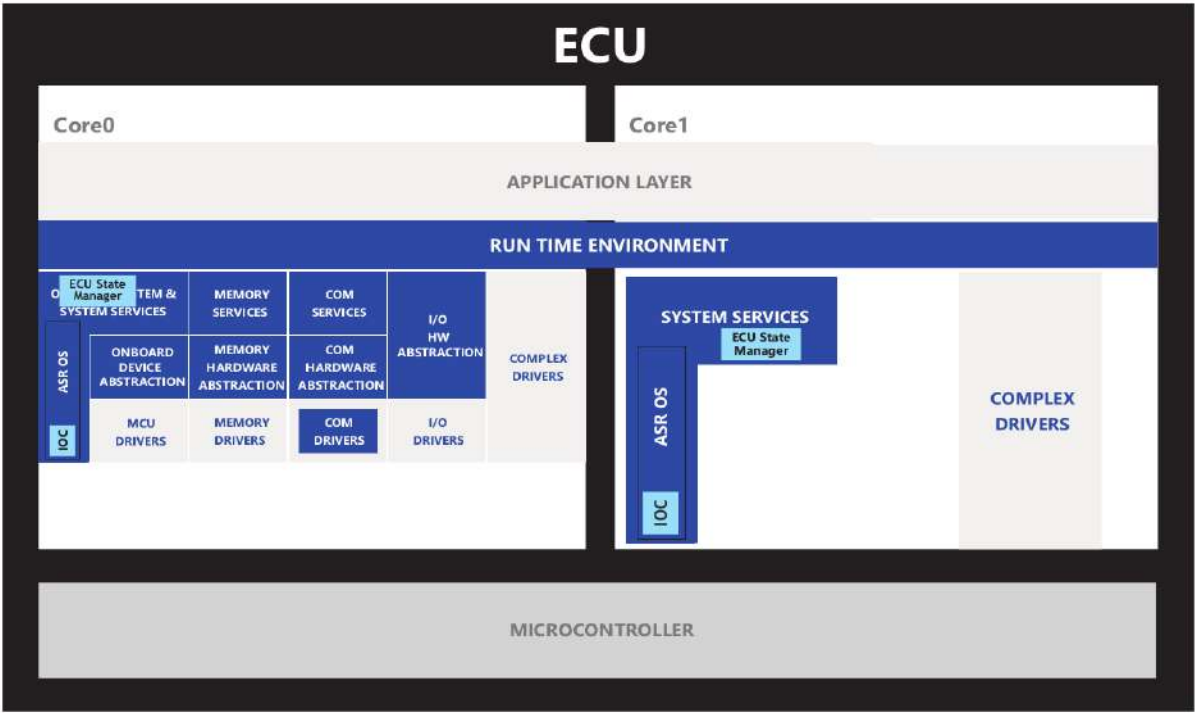 ECU
Core0
Core1
APPLICATION LAYER
RUN TIME ENVIRONMENT
ECU State
Manager
TEM &
SYSTEM SERVICES
MEMORY
SERVICES
COM
SERVICES
I/O
HW
ABSTRACTION
COMPLEX
DRIVERS
ASR OS
IOC
ONBOARD
DEVICE
ABSTRACTION
MEMORY
HARDWARE
ABSTRACTION
COM
HARDWARE
ABSTRACTION
MCU
DRIVERS
MEMORY
DRIVERS
COM
DRIVERS
I/O
DRIVERS
SYSTEM SERVICES
ECU State
Manager
ASR OS
IOC
COMPLEX
DRIVERS
MICROCONTROLLER